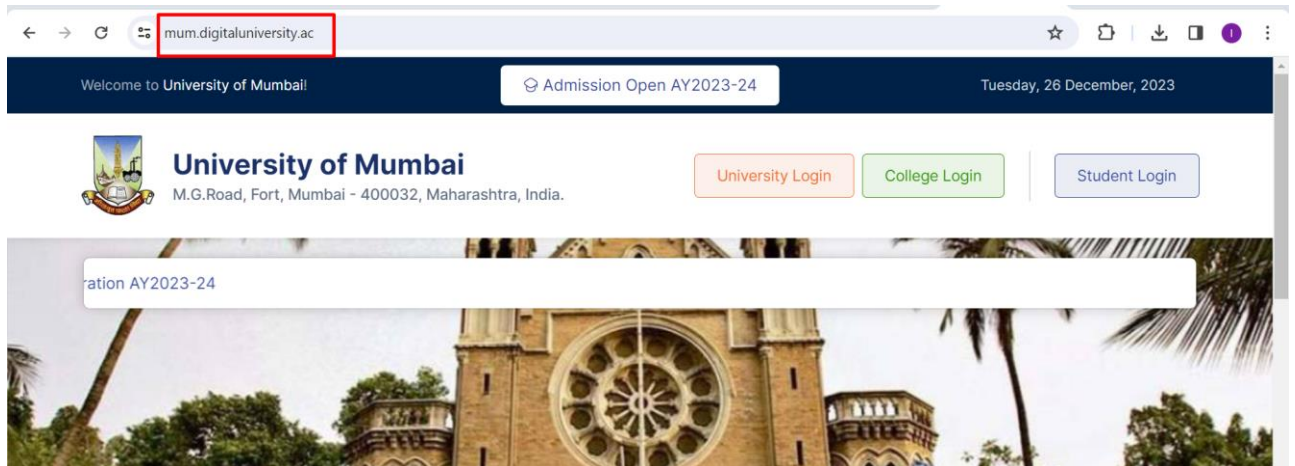 mum.digitaluniversity.ac
I
Welcome to University of Mumbai!
Admission Open AY2023-24
Tuesday, 26 December, 2023
University of Mumbai
M.G.Road, Fort, Mumbai - 400032, Maharashtra, India.
University Login
College Login
Student Login
ration AY2023-24